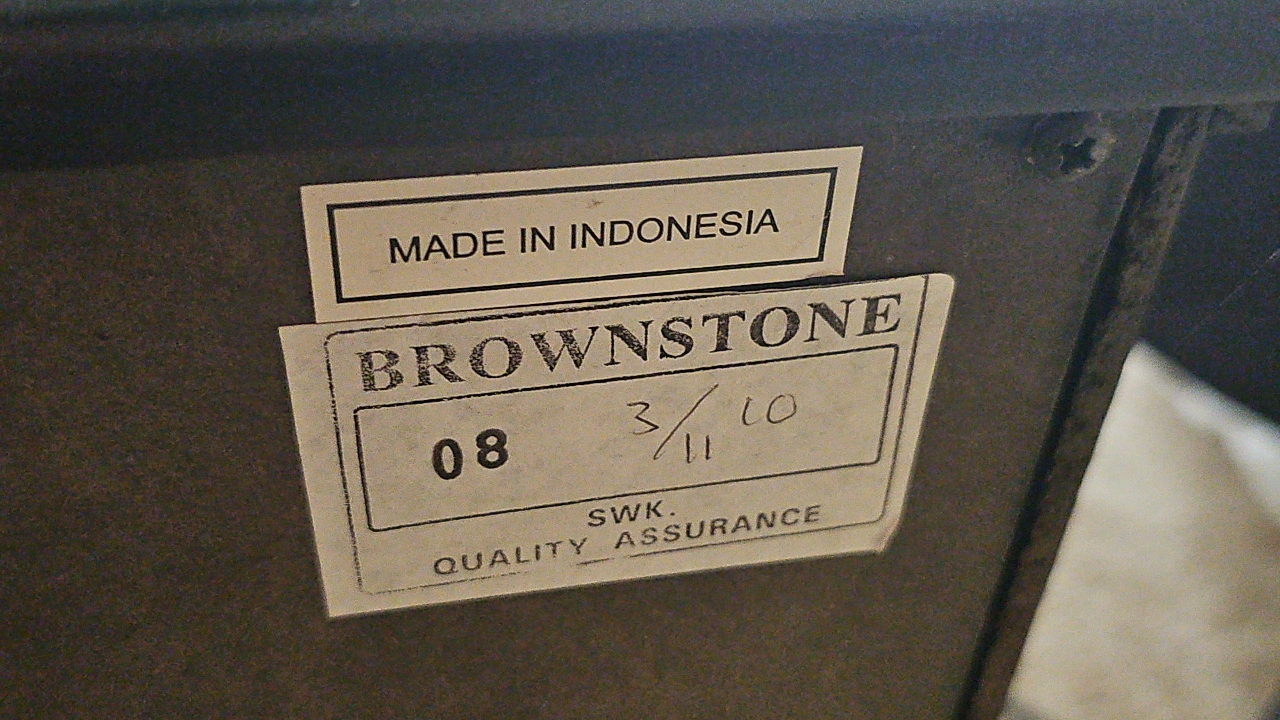 MADE IN INDONESIA
BROWNSTONE
08 3/11 10
SWK.
QUALITY ASSURANCE